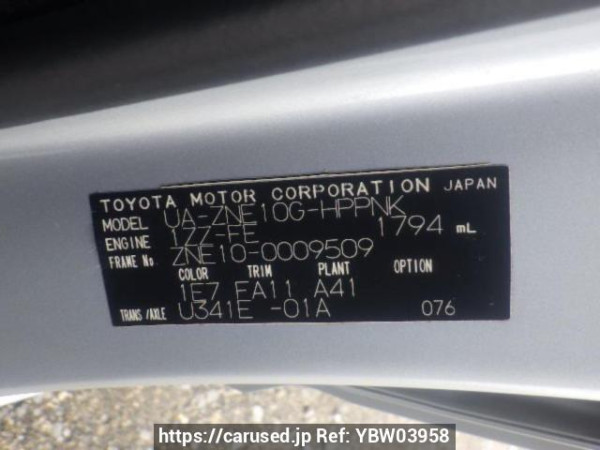 TOYOTA MOTOR CORPORATION JAPAN
MODEL UA-ZNE10G-HPPNK
ENGINE 1ZZ-FE 1794 mL
FRAME No. ZNE10-0009509
COLOR TRIM PLANT OPTION
1E7 FA11 A41
TRANS/AXLE U341E -01A 076
https://carused.jp Ref: YBW03958